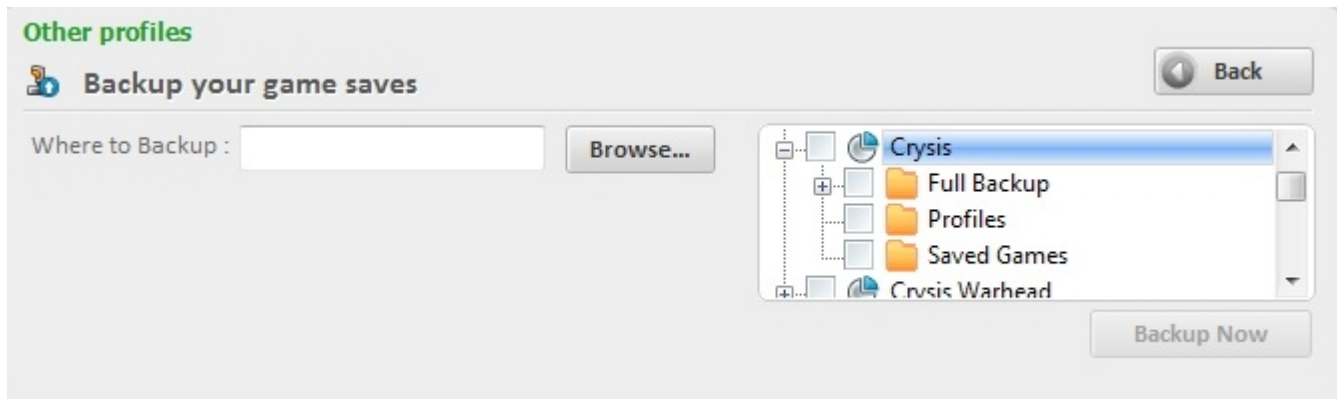 Other profiles
Backup your game saves
Back
Where to Backup :
Browse...
Crysis
Full Backup
Profiles
Saved Games
Crysis Warhead
Backup Now